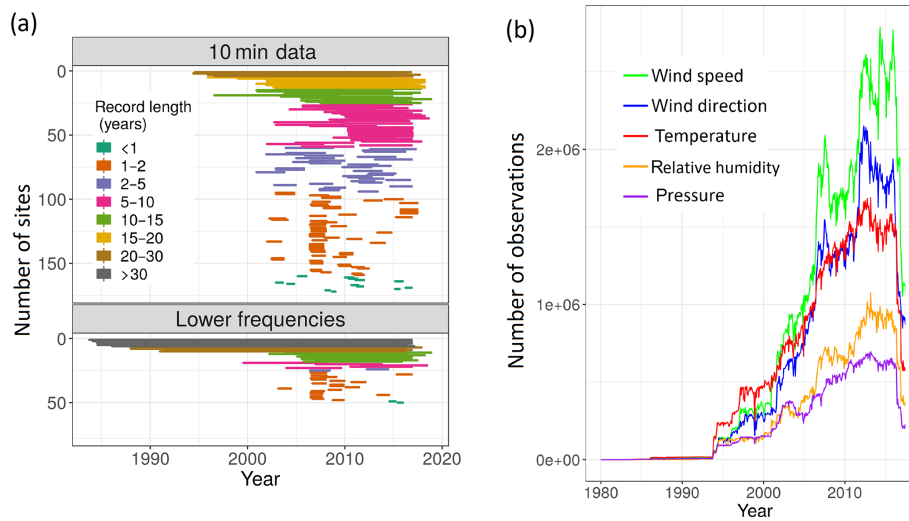 (a)
10 min data
Number of sites
0
50
100
150
Record length
(years)
<1
1–2
2–5
5–10
10–15
15–20
20–30
>30
Lower frequencies
0
50
1990
2000
2010
2020
Year
(b)
Number of observations
2e+06
1e+06
0e+00
Wind speed
Wind direction
Temperature
Relative humidity
Pressure
1980
1990
2000
2010
Year